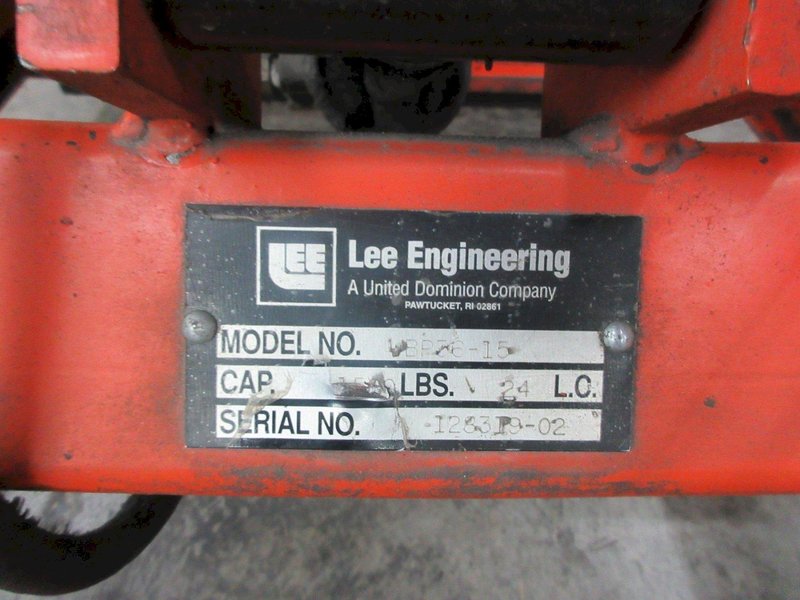 LEE
Lee Engineering
A United Dominion Company
PAWTUCKET, RI 02861
MODEL NO.
CAP. LBS. 24 L.C.
SERIAL NO.